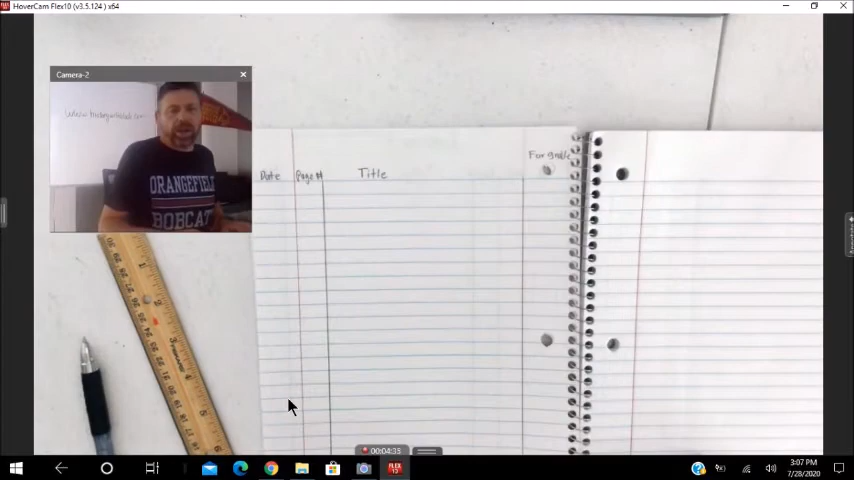 HoverCam Flex10 (v3.5.124 ) x64
Camera-2
ORANGEFIELD
BOBCAT
Date
Page #
Title
For grade
00:04:35
3:07 PM
7/28/2020